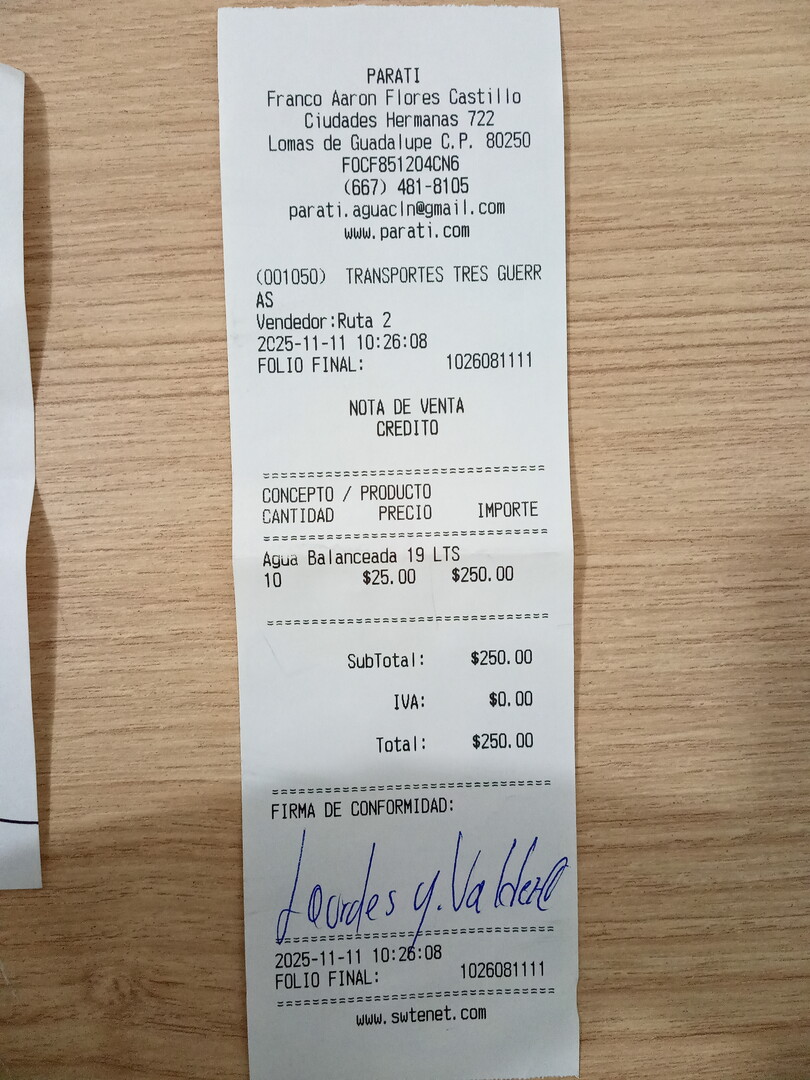 PARATI
Franco Aaron Flores Castillo
Ciudades Hermanas 722
Lomas de Guadalupe C.P. 80250
FOCF851204CN6
(667) 481-8105
parati.aguacln@gmail.com
www.parati.com
(001050) TRANSPORTES TRES GUERR
AS
Vendedor:Ruta 2
2025-11-11 10:26:08
FOLIO FINAL: 1026081111
NOTA DE VENTA
CREDITO
==================================
CONCEPTO / PRODUCTO
CANTIDAD PRECIO IMPORTE
==================================
Agua Balanceada 19 LTS
10 $25.00 $250.00
==================================
SubTotal: $250.00
IVA: $0.00
Total: $250.00
==================================
FIRMA DE CONFORMIDAD:
Lourdes y. Valdez
==================================
2025-11-11 10:26:08
FOLIO FINAL: 1026081111
==================================
www.swtenet.com